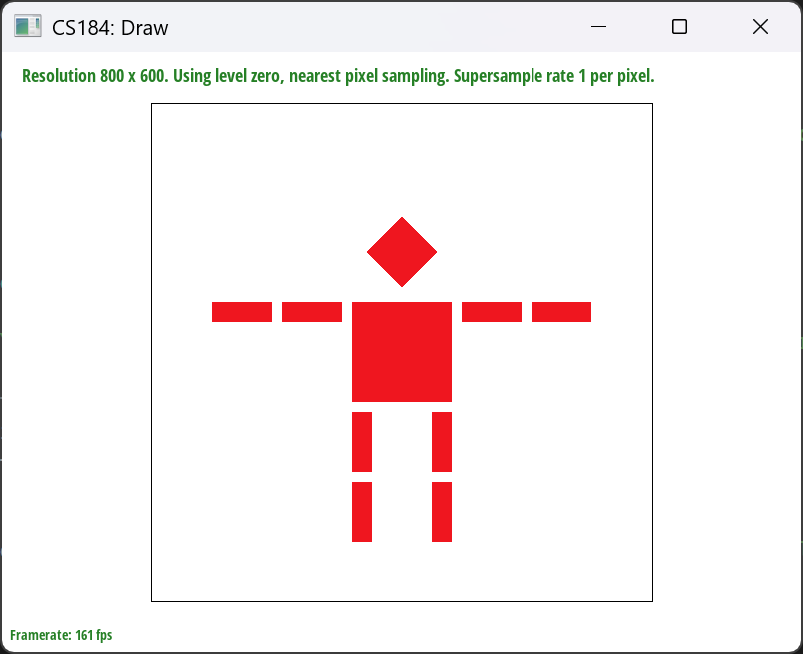 CS184: Draw
Resolution 800 x 600. Using level zero, nearest pixel sampling. Supersample rate 1 per pixel.
Framerate: 161 fps